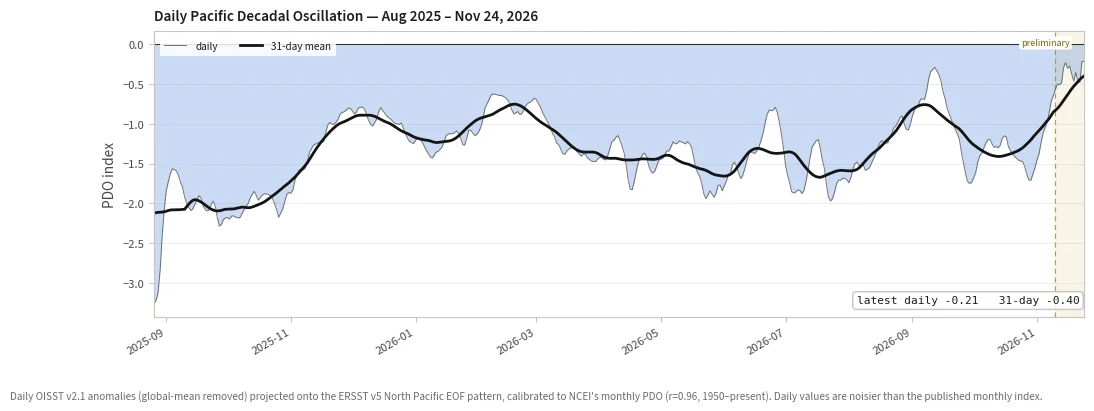 Daily Pacific Decadal Oscillation — Aug 2025 – Nov 24, 2026
daily
31-day mean
preliminary
0.0
−0.5
−1.0
−1.5
−2.0
−2.5
−3.0
PDO index
latest daily -0.21   31-day -0.40
2025-09
2025-11
2026-01
2026-03
2026-05
2026-07
2026-09
2026-11
Daily OISST v2.1 anomalies (global-mean removed) projected onto the ERSST v5 North Pacific EOF pattern, calibrated to NCEI's monthly PDO (r=0.96, 1950–present). Daily values are noisier than the published monthly index.